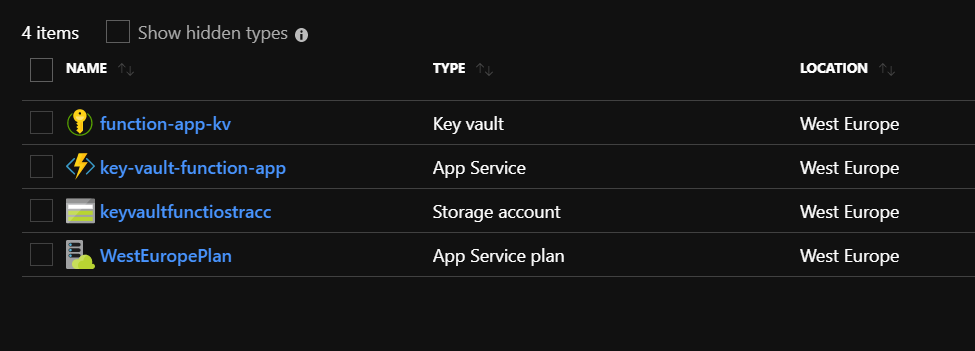 4 items Show hidden types
NAME TYPE LOCATION
function-app-kv Key vault West Europe
key-vault-function-app App Service West Europe
keyvaultfunctiostracc Storage account West Europe
WestEuropePlan App Service plan West Europe